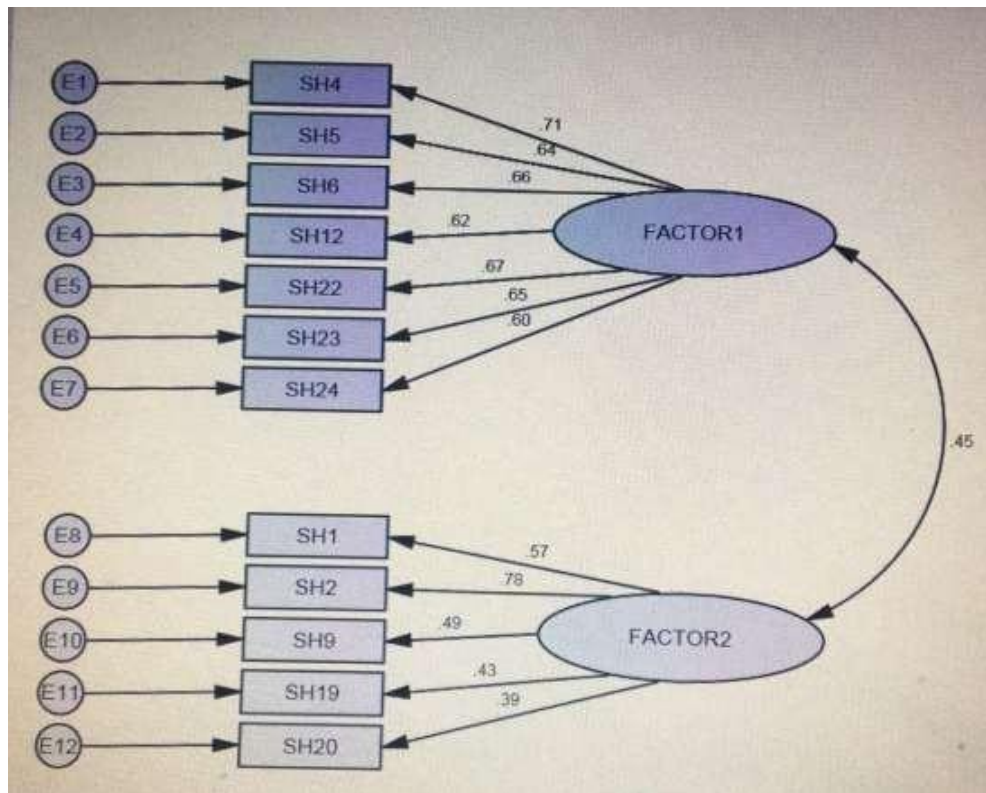 E1 SH4
.71
E2 SH5
.64
E3 SH6
.66
E4 SH12
.62
FACTOR1
E5 SH22
.67
E6 SH23
.65
.60
E7 SH24
.45
E8 SH1
.57
E9 SH2
.78
E10 SH9
.49
FACTOR2
E11 SH19
.43
.39
E12 SH20